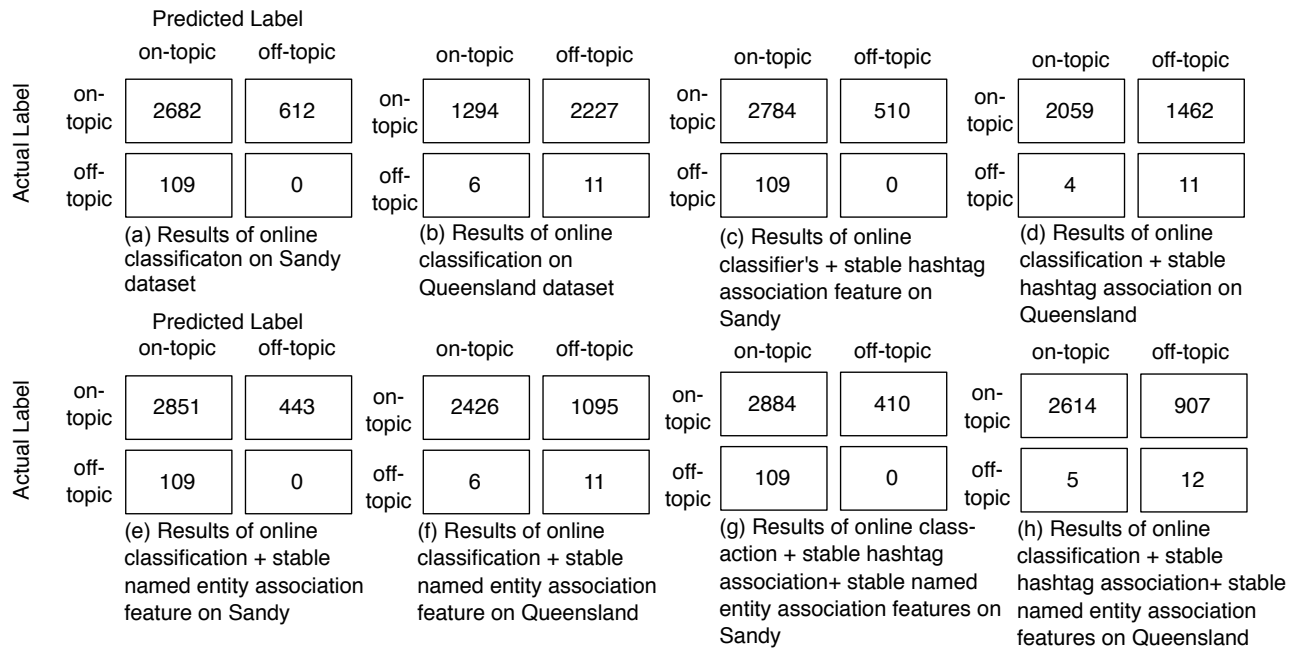 Predicted Label
on-topic off-topic
on-topic off-topic
on-topic off-topic
on-topic off-topic
Actual Label
on-
topic
2682 612
on-
topic
1294 2227
on-
topic
2784 510
on-
topic
2059 1462
off-
topic
109 0
off-
topic
6 11
off-
topic
109 0
off-
topic
4 11
(a) Results of online
classificaton on Sandy
dataset
(b) Results of online
classification on
Queensland dataset
(c) Results of online
classifier's + stable hashtag
association feature on
Sandy
(d) Results of online
classification + stable
hashtag association on
Queensland
Predicted Label
on-topic off-topic
on-topic off-topic
on-topic off-topic
on-topic off-topic
Actual Label
on-
topic
2851 443
on-
topic
2426 1095
on-
topic
2884 410
on-
topic
2614 907
off-
topic
109 0
off-
topic
6 11
off-
topic
109 0
off-
topic
5 12
(e) Results of online
classification + stable
named entity association
feature on Sandy
(f) Results of online
classification + stable
named entity association
feature on Queensland
(g) Results of online class-
action + stable hashtag
association+ stable named
entity association features on
Sandy
(h) Results of online
classification + stable
hashtag association+ stable
named entity association
features on Queensland